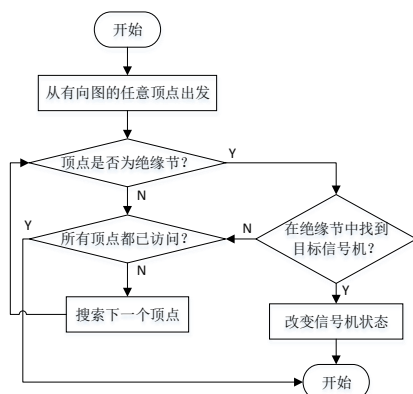 开始
从有向图的任意顶点出发
顶点是否为绝缘节？
Y
N
Y
所有顶点都已访问？
N
在绝缘节中找到
目标信号机？
N
Y
搜索下一个顶点
改变信号机状态
开始